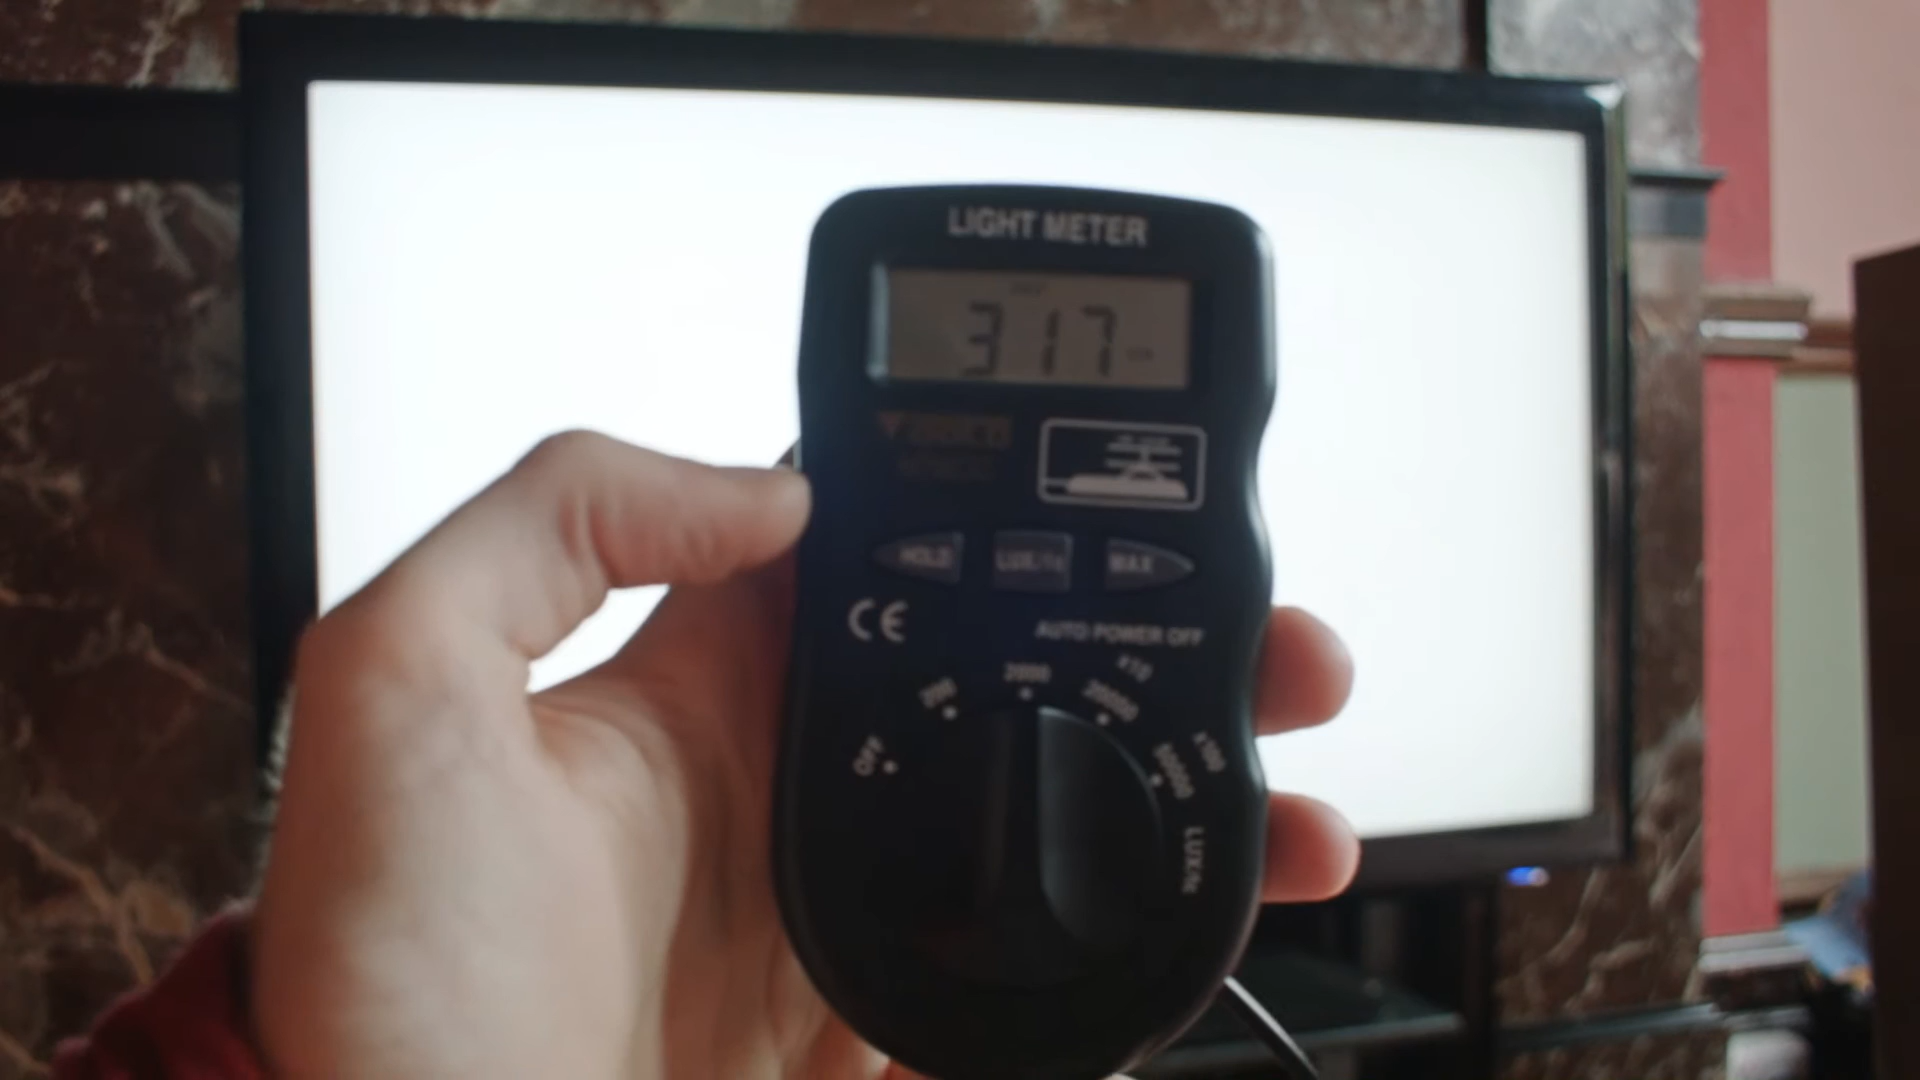 LIGHT METER
317
HOLD LUX/fc MAX
CE
AUTO POWER OFF
x10
200 2000 20000
x100
OFF 50000
LUX/fc